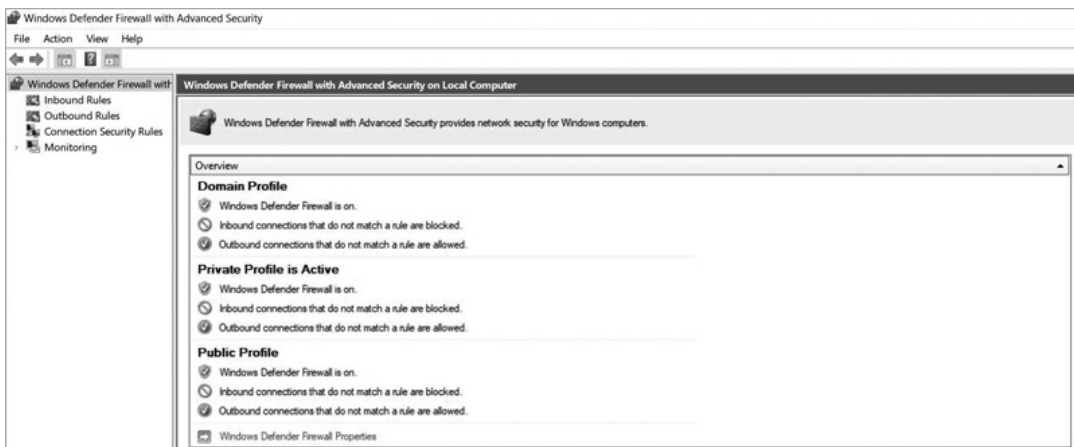 Windows Defender Firewall with Advanced Security
File Action View Help
Windows Defender Firewall with
Inbound Rules
Outbound Rules
Connection Security Rules
Monitoring
Windows Defender Firewall with Advanced Security on Local Computer
Windows Defender Firewall with Advanced Security provides network security for Windows computers.
Overview
Domain Profile
Windows Defender Firewall is on.
Inbound connections that do not match a rule are blocked.
Outbound connections that do not match a rule are allowed.
Private Profile is Active
Windows Defender Firewall is on.
Inbound connections that do not match a rule are blocked.
Outbound connections that do not match a rule are allowed.
Public Profile
Windows Defender Firewall is on.
Inbound connections that do not match a rule are blocked.
Outbound connections that do not match a rule are allowed.
Windows Defender Firewall Properties